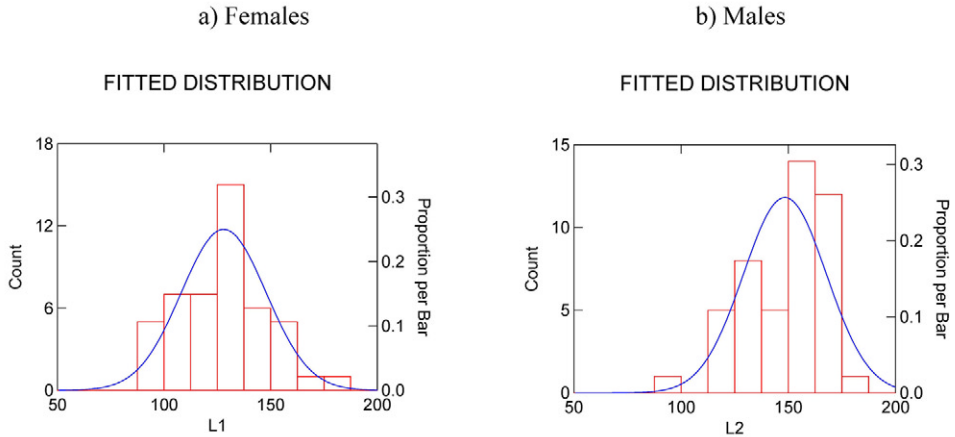 a) Females
FITTED DISTRIBUTION
18
12
6
0
Count
0.3
0.2
0.1
0.0
Proportion per Bar
50 100 150 200
L1
b) Males
FITTED DISTRIBUTION
15
10
5
0
Count
0.3
0.2
0.1
0.0
Proportion per Bar
50 100 150 200
L2